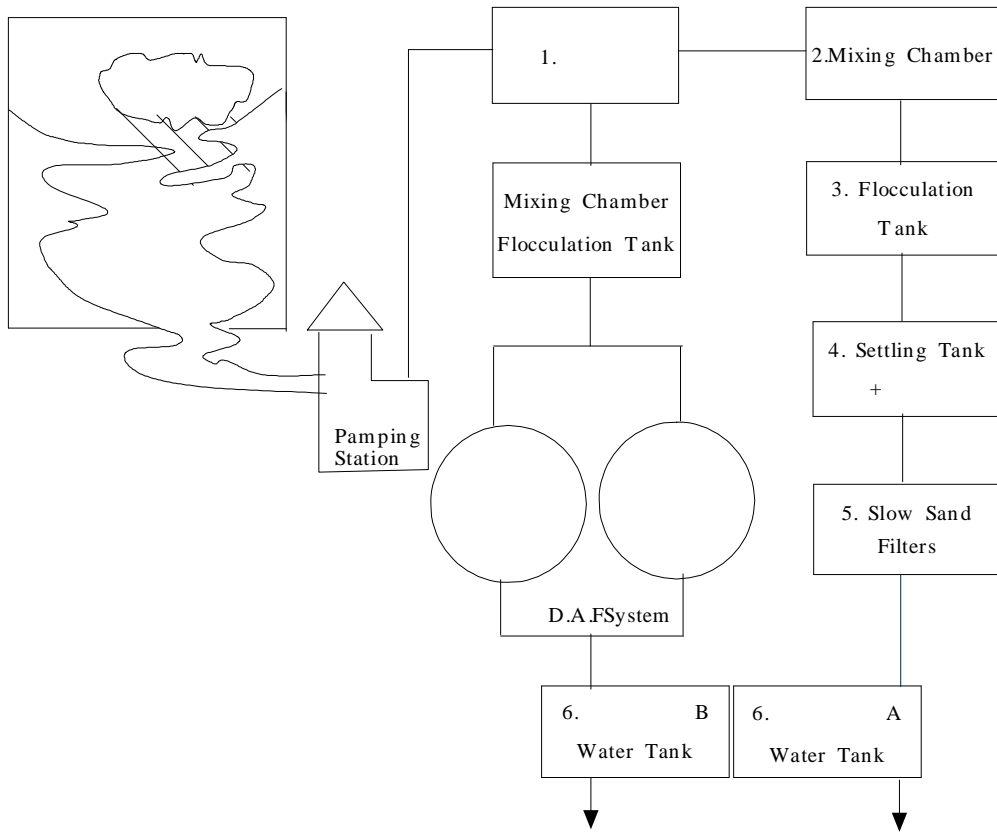 1.
2.Mixing Chamber
Mixing Chamber
Flocculation Tank
3. Flocculation
Tank
4. Settling Tank
+
Pamping
Station
5. Slow Sand
Filters
D.A.FSystem
6. B
Water Tank
6. A
Water Tank